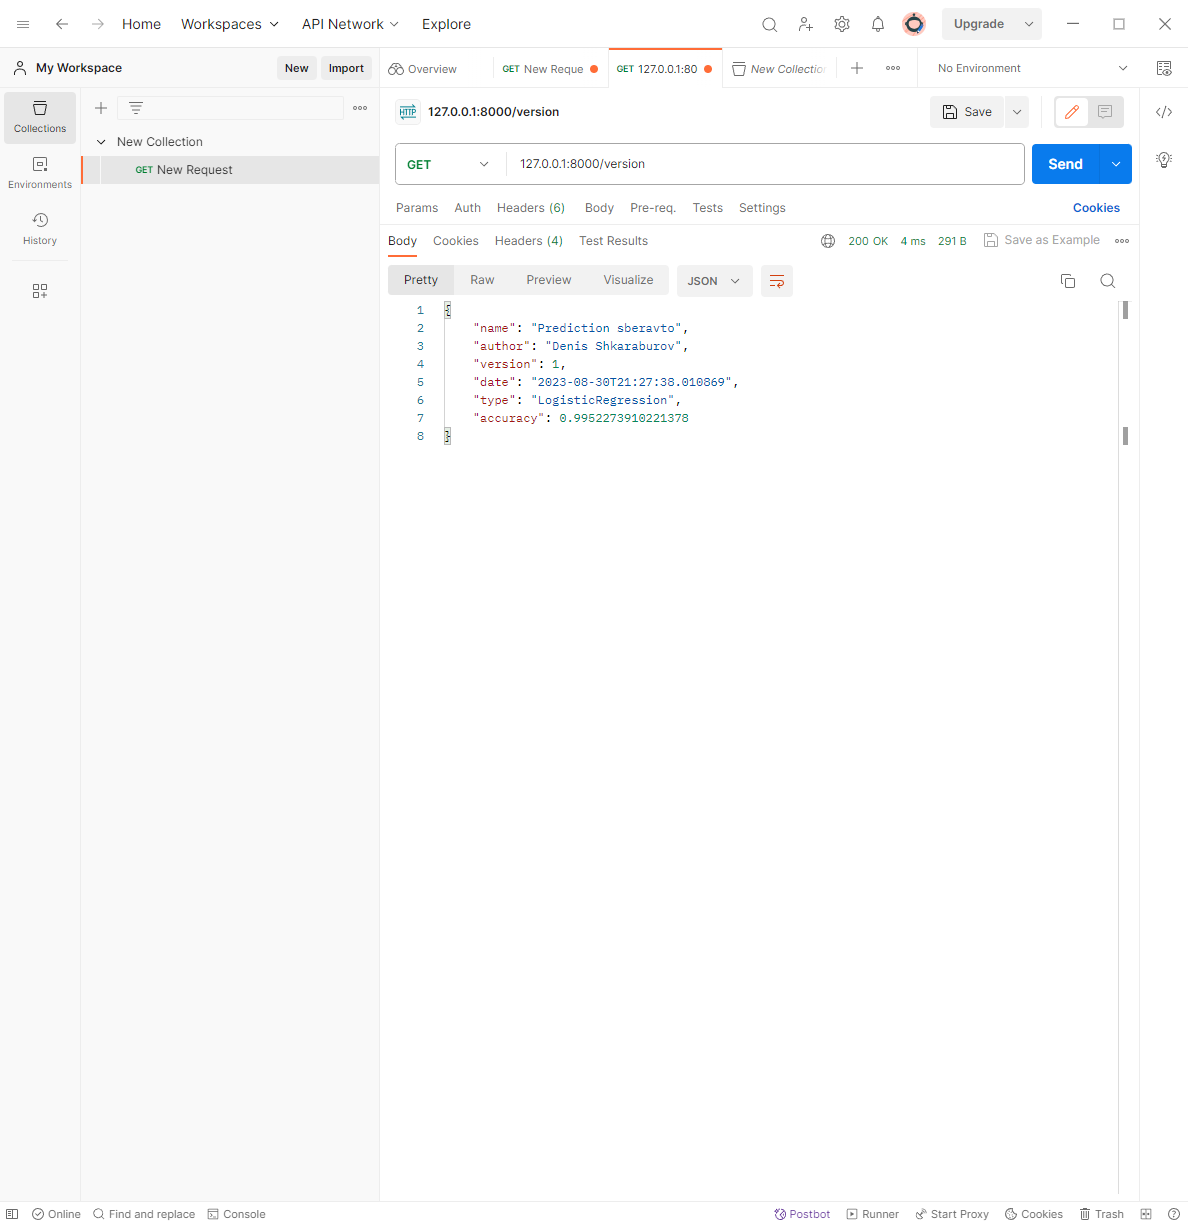 Home Workspaces API Network Explore Upgrade
My Workspace New Import
Overview GET New Reque GET 127.0.0.1:80 New Collectio No Environment
Collections
Environments
History
New Collection
GET New Request
HTTP 127.0.0.1:8000/version Save
GET 127.0.0.1:8000/version Send
Params Auth Headers (6) Body Pre-req. Tests Settings Cookies
Body Cookies Headers (4) Test Results 200 OK 4 ms 291 B Save as Example
Pretty Raw Preview Visualize JSON
1 {
2 "name": "Prediction sberavto",
3 "author": "Denis Shkaraburov",
4 "version": 1,
5 "date": "2023-08-30T21:27:38.010869",
6 "type": "LogisticRegression",
7 "accuracy": 0.9952273910221378
8 }
Online Find and replace Console Postbot Runner Start Proxy Cookies Trash